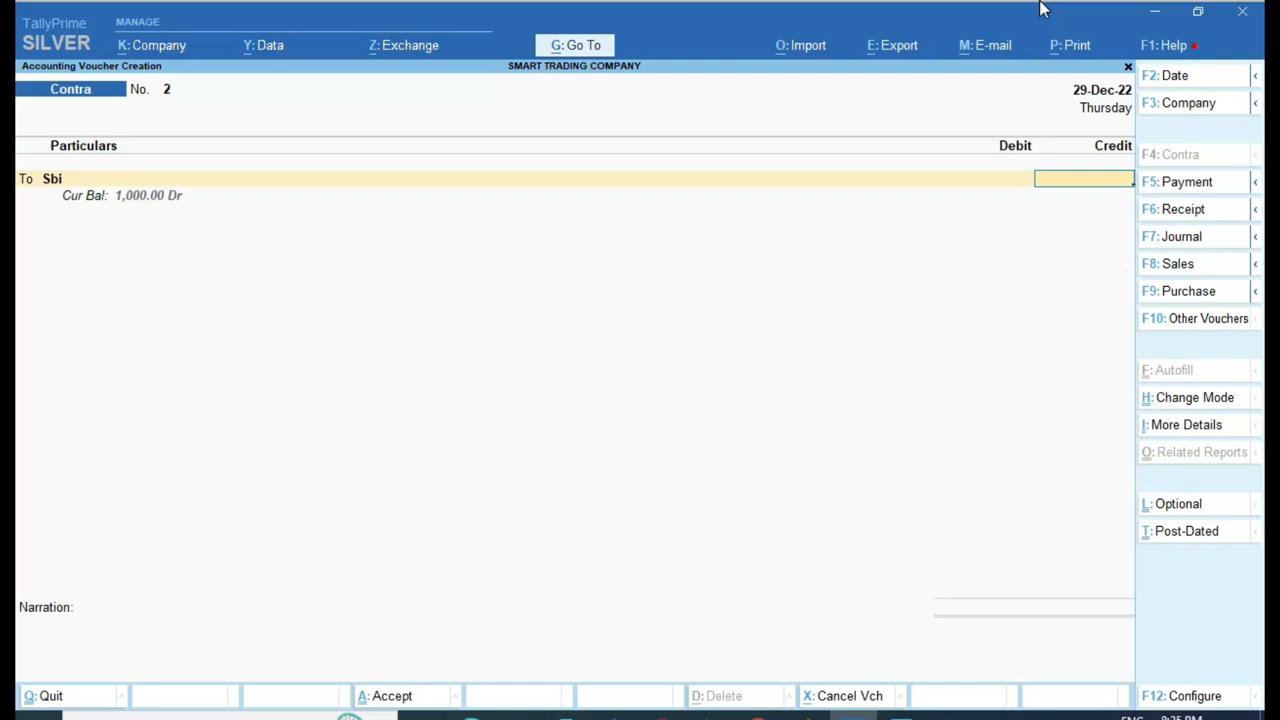 TallyPrime
MANAGE
SILVER
K: Company
Y: Data
Z: Exchange
G: Go To
O: Import
E: Export
M: E-mail
P: Print
F1: Help
Accounting Voucher Creation
SMART TRADING COMPANY
×
Contra
No. 2
29-Dec-22
Thursday
Particulars
Debit
Credit
To Sbi
Cur Bal: 1,000.00 Dr
Narration:
F2: Date
F3: Company
F4: Contra
F5: Payment
F6: Receipt
F7: Journal
F8: Sales
F9: Purchase
F10: Other Vouchers
F: Autofill
H: Change Mode
I: More Details
O: Related Reports
L: Optional
T: Post-Dated
Q: Quit
A: Accept
D: Delete
X: Cancel Vch
F12: Configure